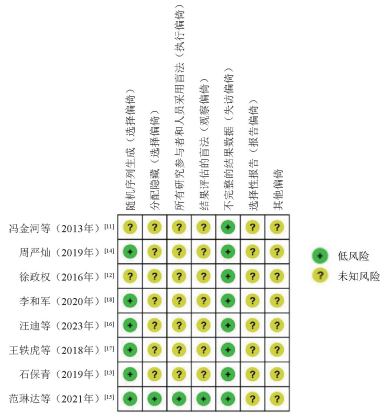 随机序列生成（选择偏倚）
分配隐藏（选择偏倚）
所有研究参与者和人员采用盲法（执行偏倚）
结果评估的盲法（观察偏倚）
不完整的结果数据（失访偏倚）
选择性报告（报告偏倚）
其他偏倚
冯金河等（2013年）[11] ? ? ? ? + ? ?
周严灿（2019年）[14] + ? ? ? + ? ?
徐政权（2016年）[12] ? ? ? ? + ? ?
李和军（2020年）[18] + ? ? ? + ? ?
汪迪等（2023年）[16] + ? ? ? + ? ?
王轶虎等（2018年）[17] + ? ? ? + ? ?
石保青（2019年）[13] + ? ? ? + ? ?
范琳达等（2021年）[15] + + + + + ? ?
+ 低风险
? 未知风险